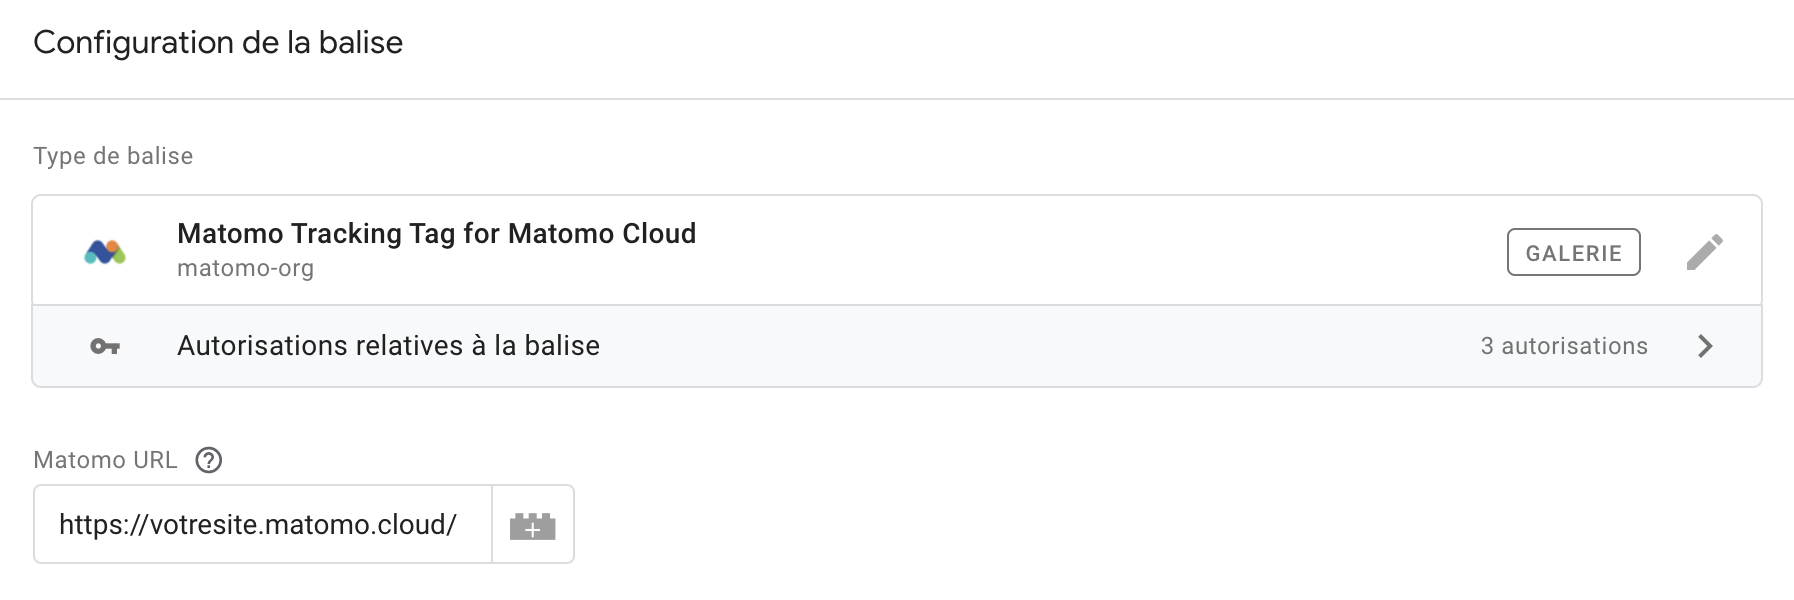 Configuration de la balise
Type de balise
Matomo Tracking Tag for Matomo Cloud
matomo-org
GALERIE
Autorisations relatives à la balise
3 autorisations
Matomo URL
https://votresite.matomo.cloud/